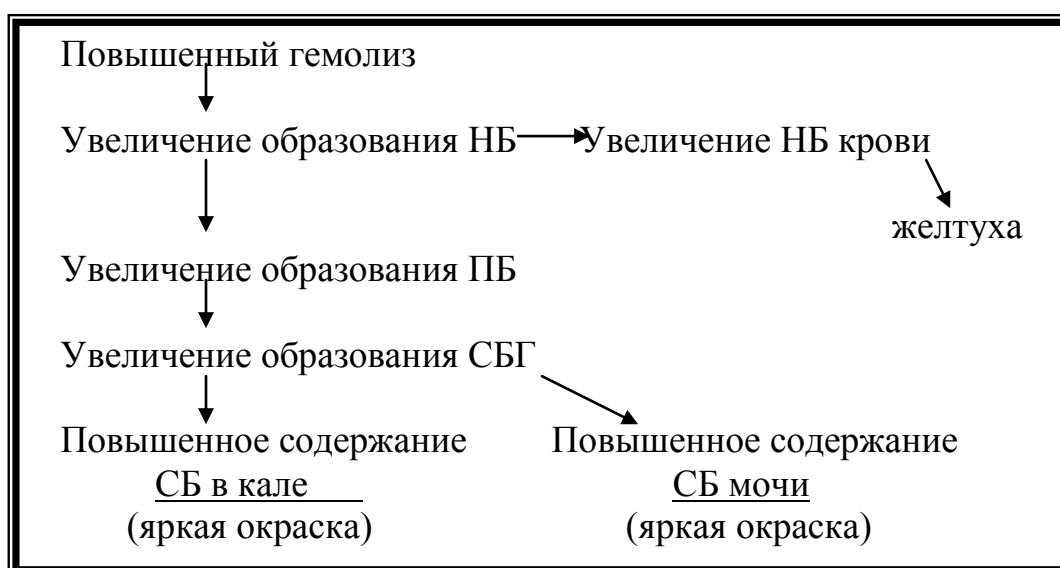 Повышенный гемолиз
Увеличение образования НБ Увеличение НБ крови
желтуха
Увеличение образования ПБ
Увеличение образования СБГ
Повышенное содержание Повышенное содержание
СБ в кале СБ мочи
(яркая окраска) (яркая окраска)